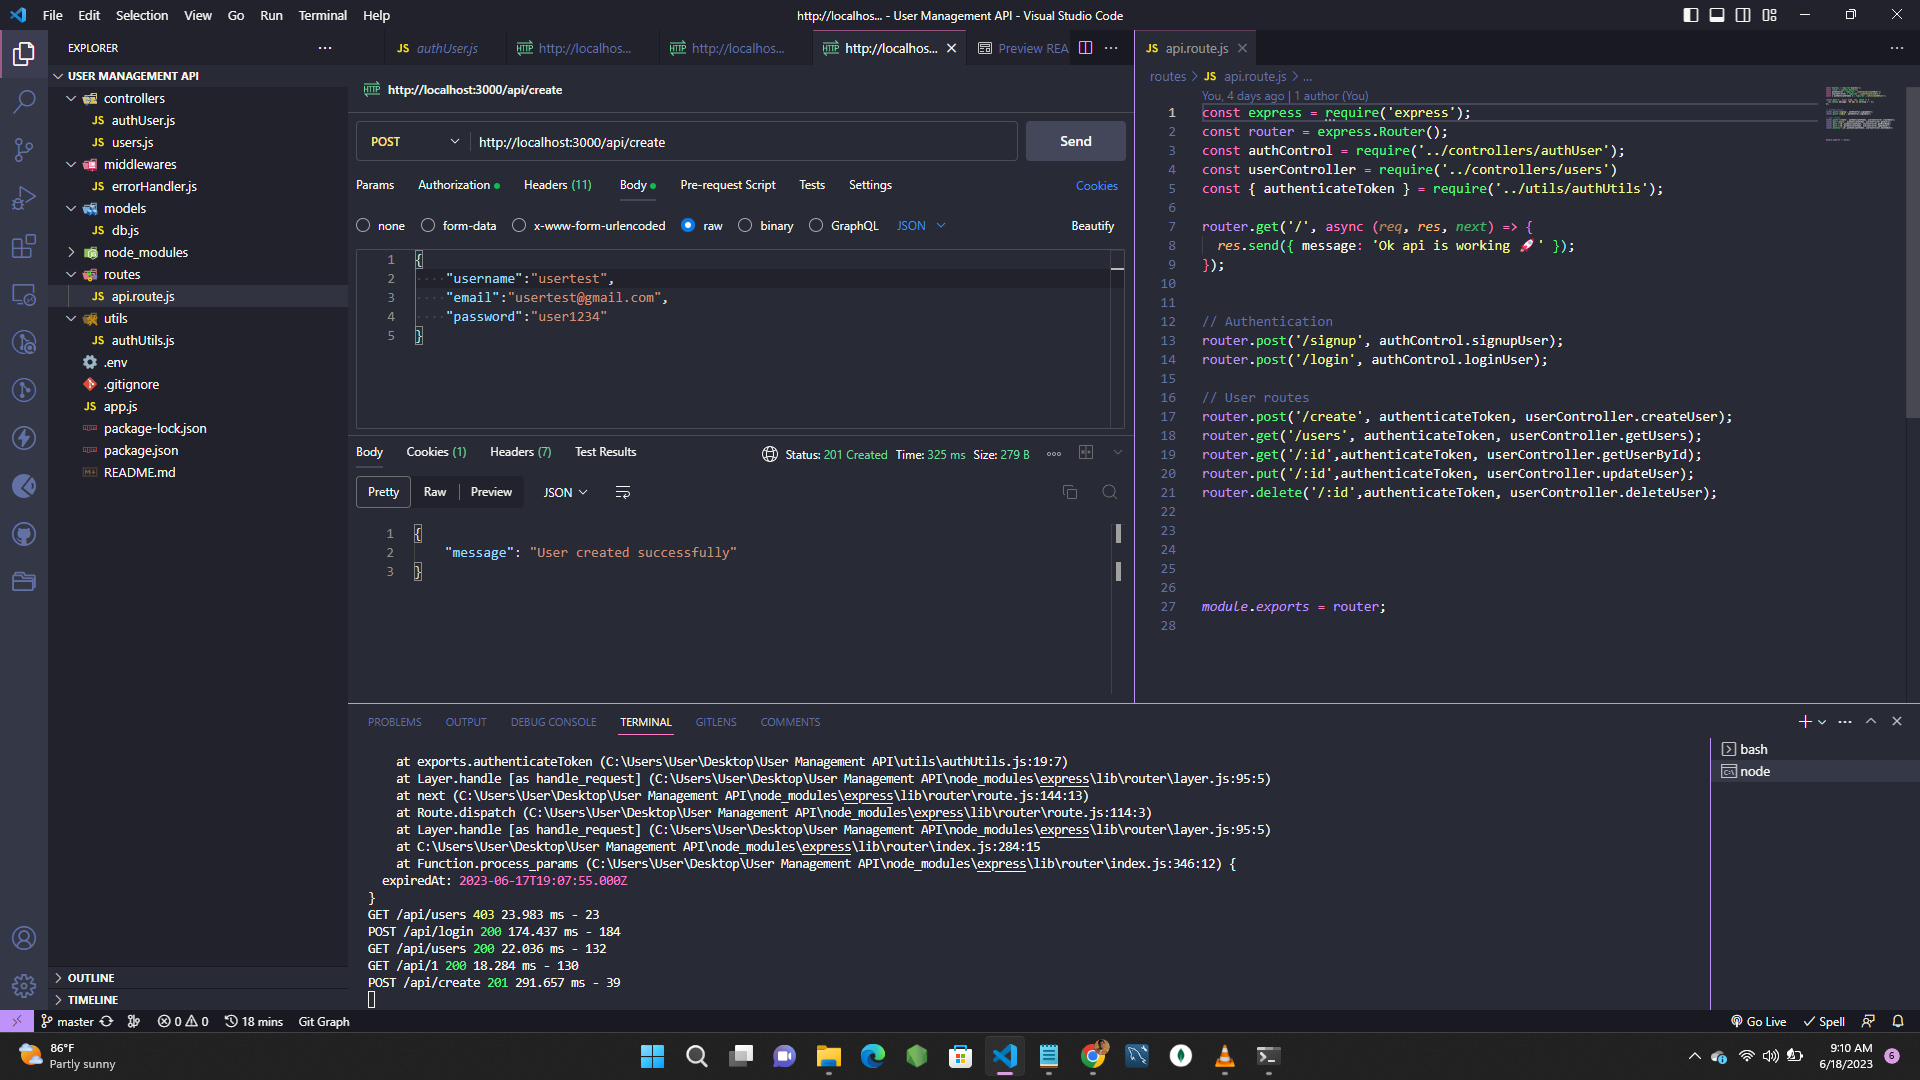 File Edit Selection View Go Run Terminal Help
http://localhos... - User Management API - Visual Studio Code
EXPLORER
USER MANAGEMENT API
controllers
JS authUser.js
JS users.js
middlewares
JS errorHandler.js
models
JS db.js
node_modules
routes
JS api.route.js
utils
JS authUtils.js
.env
.gitignore
JS app.js
package-lock.json
package.json
README.md
OUTLINE
TIMELINE
JS authUser.js
HTTP http://localhos...
HTTP http://localhos...
HTTP http://localhos...
Preview REA
HTTP http://localhost:3000/api/create
POST http://localhost:3000/api/create Send
Params Authorization Headers (11) Body Pre-request Script Tests Settings Cookies
none form-data x-www-form-urlencoded raw binary GraphQL JSON Beautify
1 {
2 ····"username":"usertest",
3 ····"email":"usertest@gmail.com",
4 ····"password":"user1234"
5 }
Body Cookies (1) Headers (7) Test Results Status: 201 Created Time: 325 ms Size: 279 B
Pretty Raw Preview JSON
1 {
2 "message": "User created successfully"
3 }
JS api.route.js
routes > JS api.route.js > ...
You, 4 days ago | 1 author (You)
1 const express = require('express');
2 const router = express.Router();
3 const authControl = require('../controllers/authUser');
4 const userController = require('../controllers/users')
5 const { authenticateToken } = require('../utils/authUtils');
6
7 router.get('/', async (req, res, next) => {
8 res.send({ message: 'Ok api is working 🚀' });
9 });
10
11
12 // Authentication
13 router.post('/signup', authControl.signupUser);
14 router.post('/login', authControl.loginUser);
15
16 // User routes
17 router.post('/create', authenticateToken, userController.createUser);
18 router.get('/users', authenticateToken, userController.getUsers);
19 router.get('/:id',authenticateToken, userController.getUserById);
20 router.put('/:id',authenticateToken, userController.updateUser);
21 router.delete('/:id',authenticateToken, userController.deleteUser);
22
23
24
25
26
27 module.exports = router;
28
PROBLEMS OUTPUT DEBUG CONSOLE TERMINAL GITLENS COMMENTS
at exports.authenticateToken (C:\Users\User\Desktop\User Management API\utils\authUtils.js:19:7)
at Layer.handle [as handle_request] (C:\Users\User\Desktop\User Management API\node_modules\express\lib\router\layer.js:95:5)
at next (C:\Users\User\Desktop\User Management API\node_modules\express\lib\router\route.js:144:13)
at Route.dispatch (C:\Users\User\Desktop\User Management API\node_modules\express\lib\router\route.js:114:3)
at Layer.handle [as handle_request] (C:\Users\User\Desktop\User Management API\node_modules\express\lib\router\layer.js:95:5)
at C:\Users\User\Desktop\User Management API\node_modules\express\lib\router\index.js:284:15
at Function.process_params (C:\Users\User\Desktop\User Management API\node_modules\express\lib\router\index.js:346:12) {
expiredAt: 2023-06-17T19:07:55.000Z
}
GET /api/users 403 23.983 ms - 23
POST /api/login 200 174.437 ms - 184
GET /api/users 200 22.036 ms - 132
GET /api/1 200 18.284 ms - 130
POST /api/create 201 291.657 ms - 39
bash
node
master 0 0 18 mins Git Graph Go Live Spell
86°F
Partly sunny
9:10 AM
6/18/2023
6